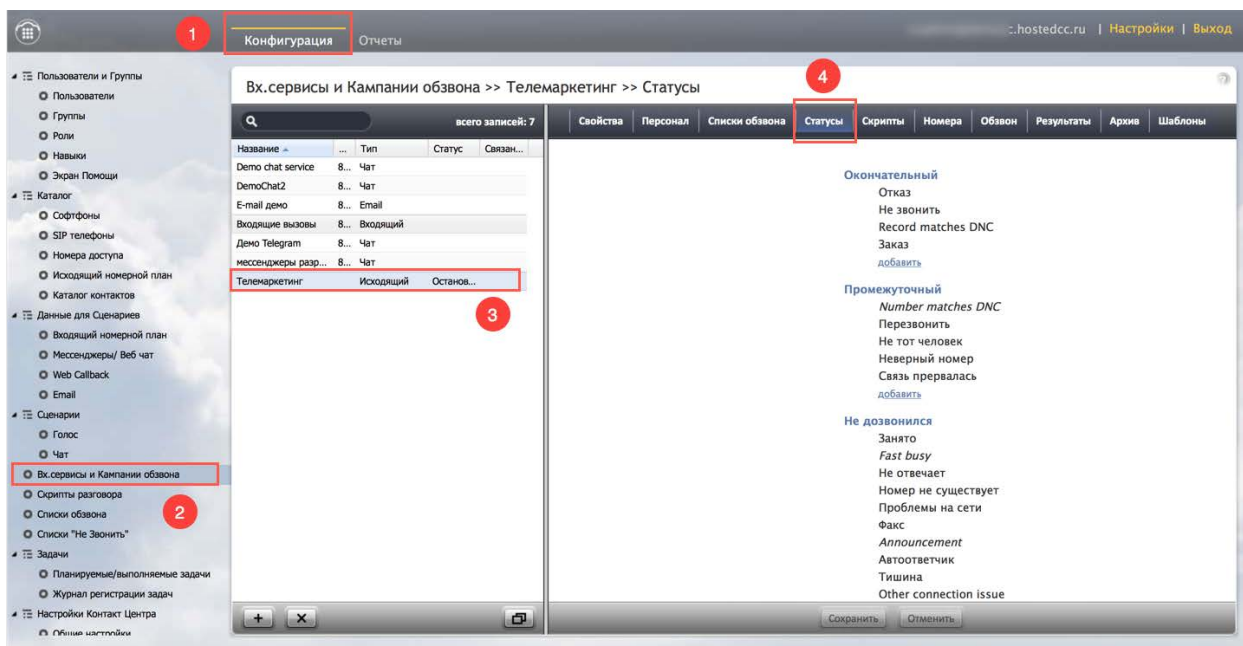 1
Конфигурация
Отчеты
c.hostedcc.ru | Настройки | Выход
Пользователи и Группы
Пользователи
Группы
Роли
Навыки
Экран Помощи
Каталог
Софтфоны
SIP телефоны
Номера доступа
Исходящий номерной план
Каталог контактов
Данные для Сценариев
Входящий номерной план
Мессенджеры/ Веб чат
Web Callback
Email
Сценарии
Голос
Чат
Вх.сервисы и Кампании обзвона
Скрипты разговора
Списки обзвона
2
Списки "Не Звонить"
Задачи
Планируемые/выполняемые задачи
Журнал регистрации задач
Настройки Контакт Центра
Общие настройки
Вх.сервисы и Кампании обзвона >> Телемаркетинг >> Статусы
4
всего записей: 7
Название ... Тип Статус Связан...
Demo chat service 8... Чат
DemoChat2 8... Чат
E-mail демо 8... Email
Входящие вызовы 8... Входящий
Демо Telegram 8... Чат
мессенджеры разр... 8... Чат
Телемаркетинг Исходящий Останов...
3
Свойства Персонал Списки обзвона Статусы Скрипты Номера Обзвон Результаты Архив Шаблоны
Окончательный
Отказ
Не звонить
Record matches DNC
Заказ
добавить
Промежуточный
Number matches DNC
Перезвонить
Не тот человек
Неверный номер
Связь прервалась
добавить
Не дозвонился
Занято
Fast busy
Не отвечает
Номер не существует
Проблемы на сети
Факс
Announcement
Автоответчик
Тишина
Other connection issue
Сохранить Отменить